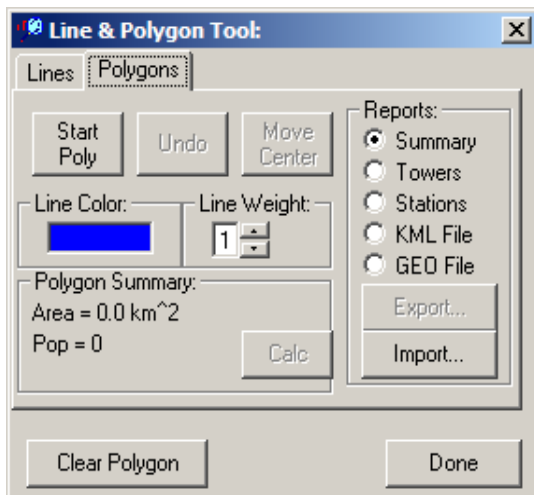 Line & Polygon Tool:
Lines
Polygons
Start Poly
Undo
Move Center
Line Color:
Line Weight:
1
Polygon Summary:
Area = 0.0 km^2
Pop = 0
Calc
Reports:
Summary
Towers
Stations
KML File
GEO File
Export...
Import...
Clear Polygon
Done